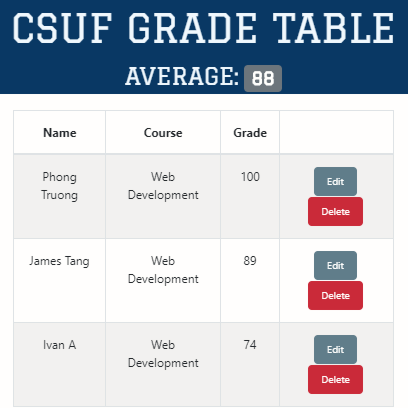 CSUF GRADE TABLE
AVERAGE: 88
Name Course Grade
Phong Truong Web Development 100 Edit Delete
James Tang Web Development 89 Edit Delete
Ivan A Web Development 74 Edit Delete